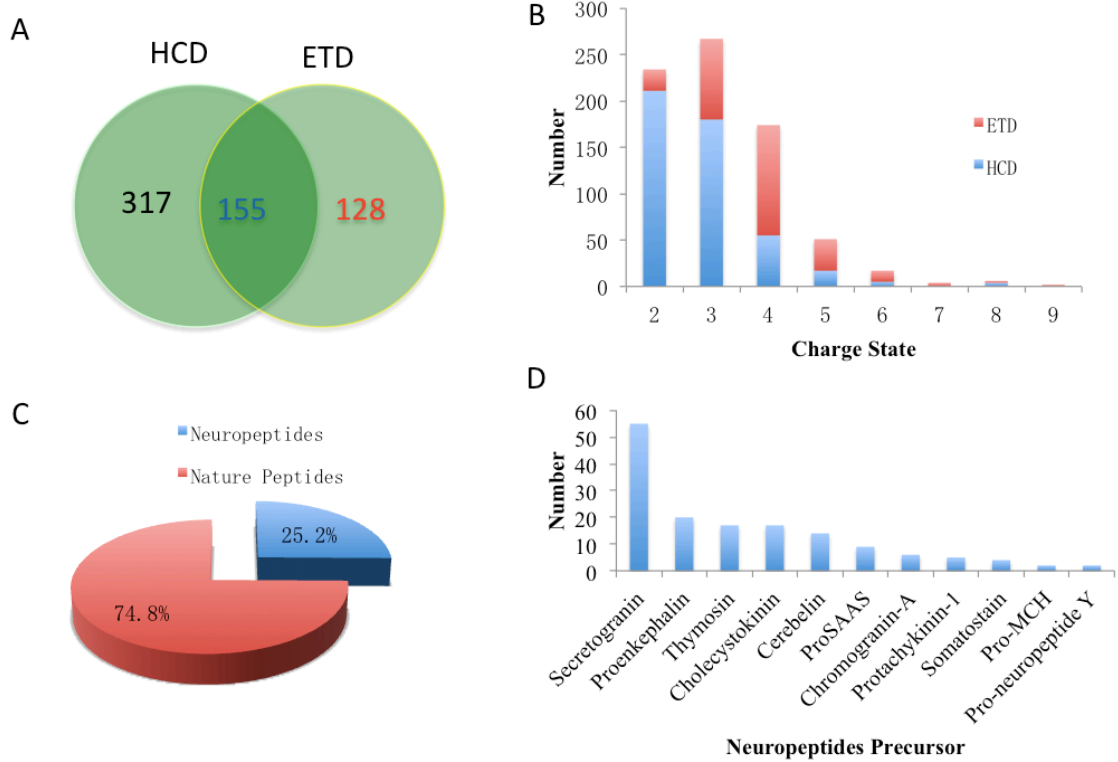 A
HCD
ETD
317
155
128
B
300
250
200
150
100
50
0
Number
ETD
HCD
2 3 4 5 6 7 8 9
Charge State
C
Neuropeptides
Nature Peptides
25.2%
74.8%
D
60
50
40
30
20
10
0
Number
Secretogranin
Proenkephalin
Thymosin
Cholecystokinin
Cerebelin
ProSAAS
Chromogranin-A
Protachykinin-1
Somatostain
Pro-MCH
Pro-neuropeptide Y
Neuropeptides Precursor